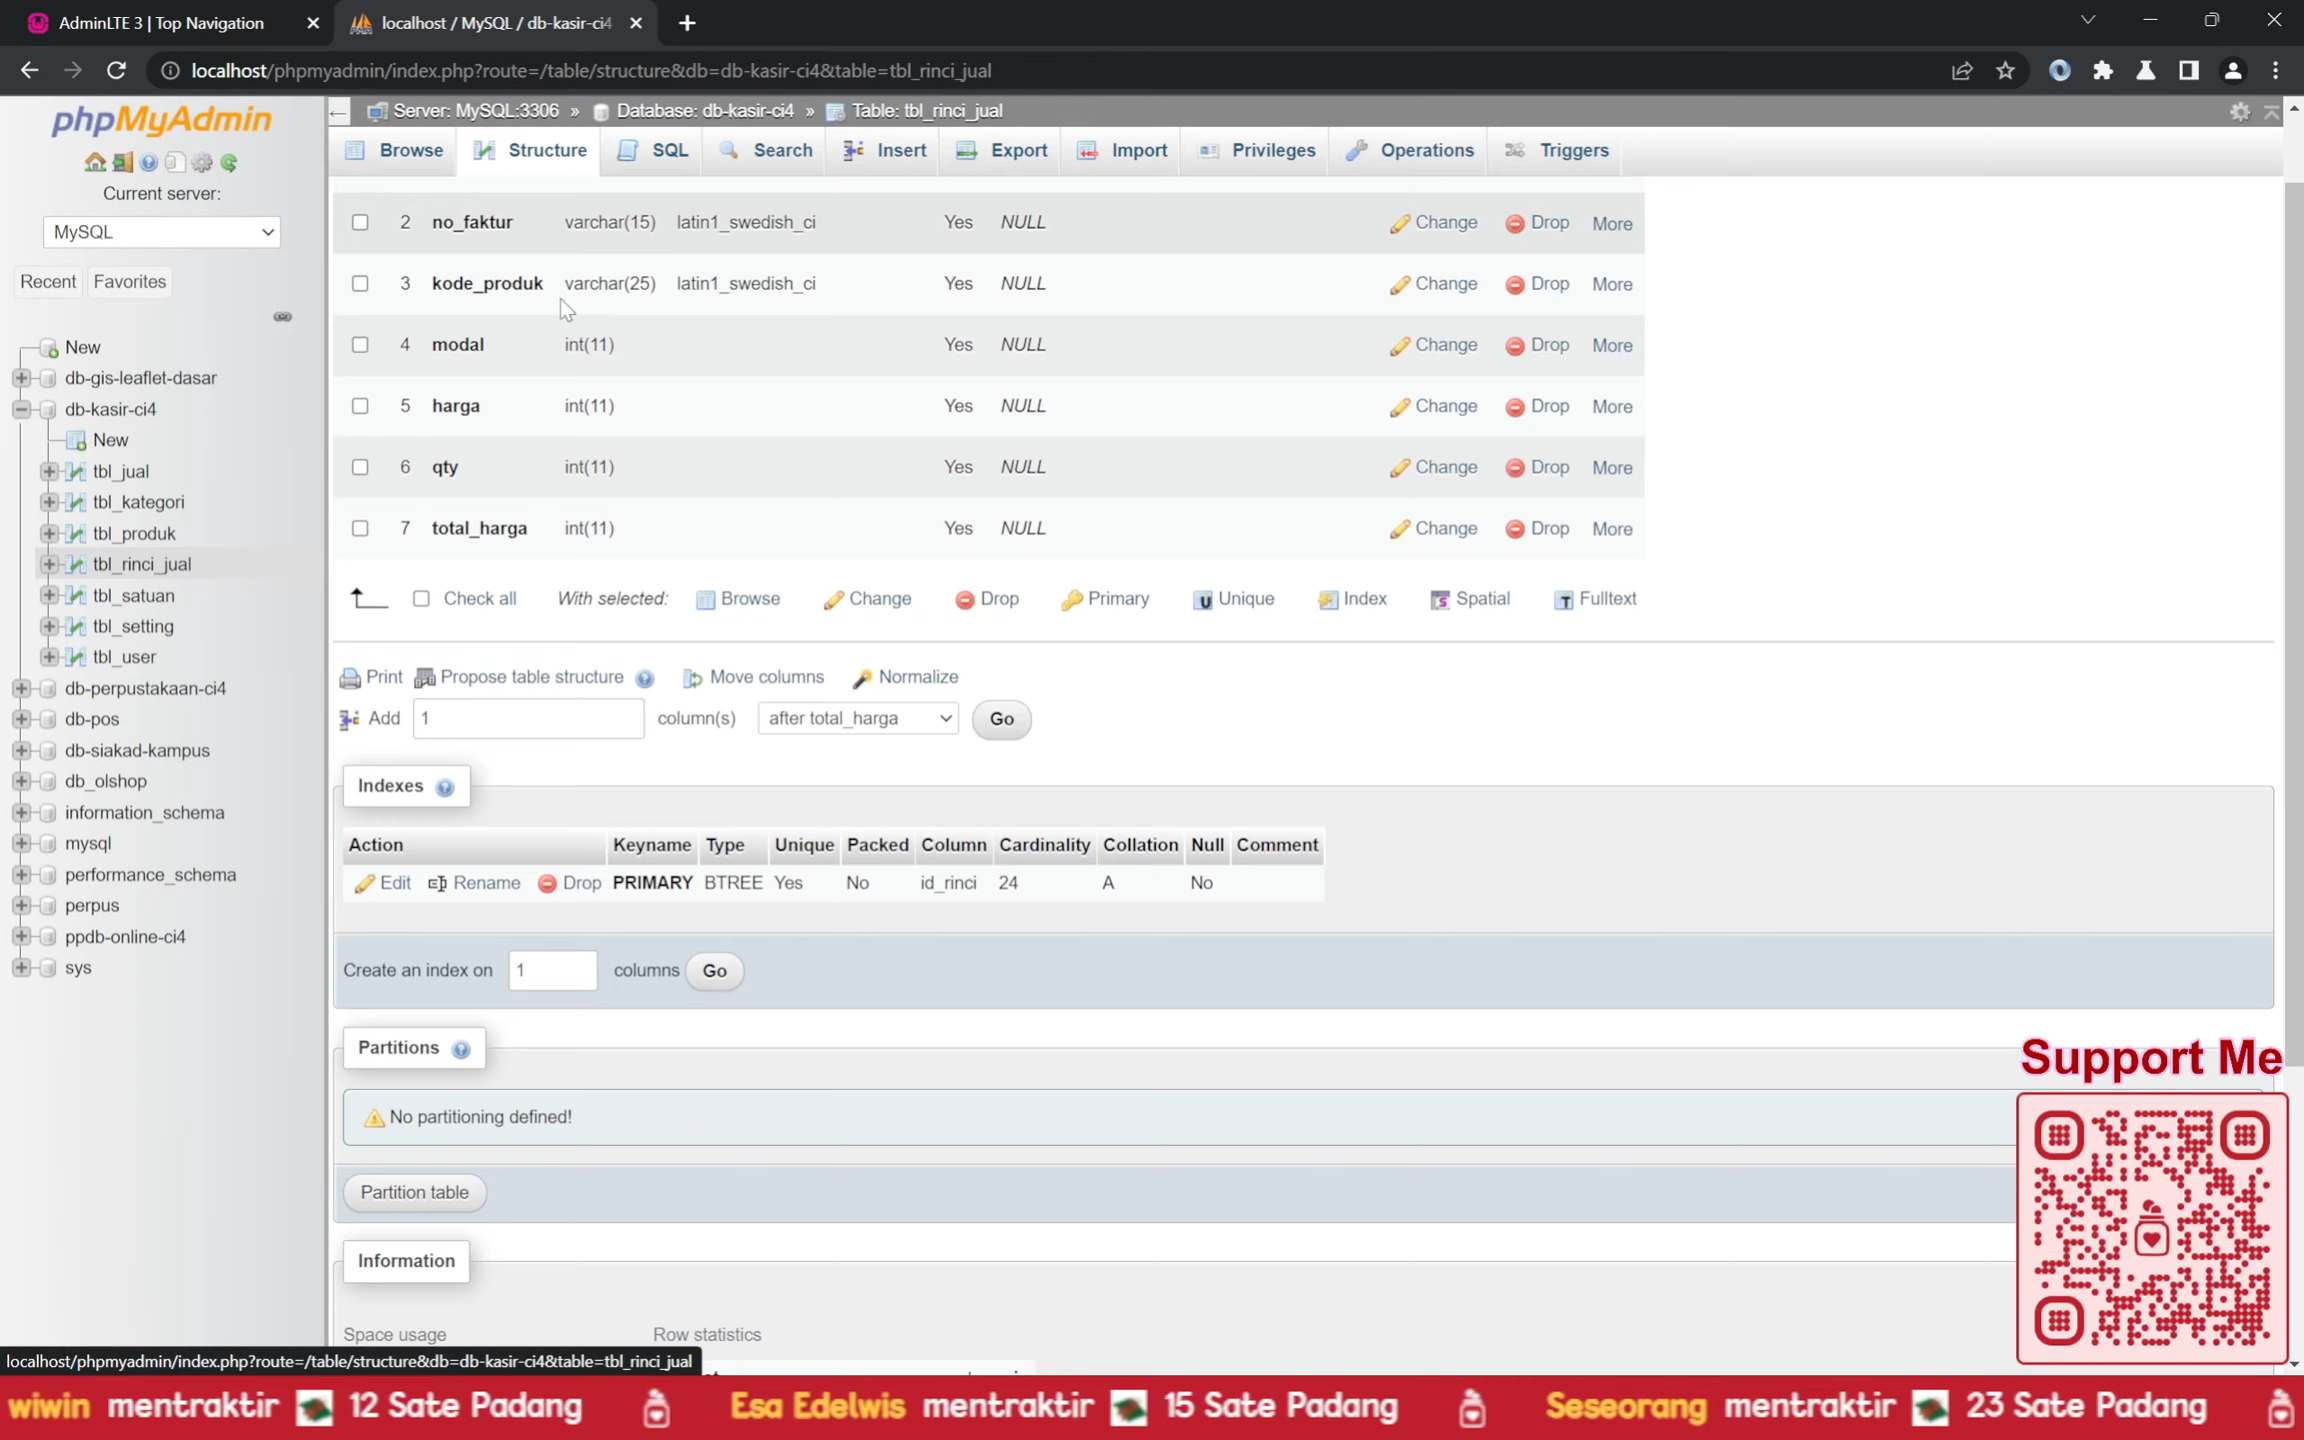 AdminLTE 3 | Top Navigation
localhost / MySQL / db-kasir-ci4
localhost/phpmyadmin/index.php?route=/table/structure&db=db-kasir-ci4&table=tbl_rinci_jual
phpMyAdmin
Current server:
MySQL
Recent Favorites
New
db-gis-leaflet-dasar
db-kasir-ci4
New
tbl_jual
tbl_kategori
tbl_produk
tbl_rinci_jual
tbl_satuan
tbl_setting
tbl_user
db-perpustakaan-ci4
db-pos
db-siakad-kampus
db_olshop
information_schema
mysql
performance_schema
perpus
ppdb-online-ci4
sys
Server: MySQL:3306 » Database: db-kasir-ci4 » Table: tbl_rinci_jual
Browse Structure SQL Search Insert Export Import Privileges Operations Triggers
2 no_faktur varchar(15) latin1_swedish_ci Yes NULL Change Drop More
3 kode_produk varchar(25) latin1_swedish_ci Yes NULL Change Drop More
4 modal int(11) Yes NULL Change Drop More
5 harga int(11) Yes NULL Change Drop More
6 qty int(11) Yes NULL Change Drop More
7 total_harga int(11) Yes NULL Change Drop More
Check all With selected: Browse Change Drop Primary Unique Index Spatial Fulltext
Print Propose table structure Move columns Normalize
Add 1 column(s) after total_harga Go
Indexes
Action Keyname Type Unique Packed Column Cardinality Collation Null Comment
Edit Rename Drop PRIMARY BTREE Yes No id_rinci 24 A No
Create an index on 1 columns Go
Partitions
No partitioning defined!
Partition table
Information
Space usage Row statistics
Support Me
localhost/phpmyadmin/index.php?route=/table/structure&db=db-kasir-ci4&table=tbl_rinci_jual
wiwin mentraktir 12 Sate Padang Esa Edelwis mentraktir 15 Sate Padang Seseorang mentraktir 23 Sate Padang